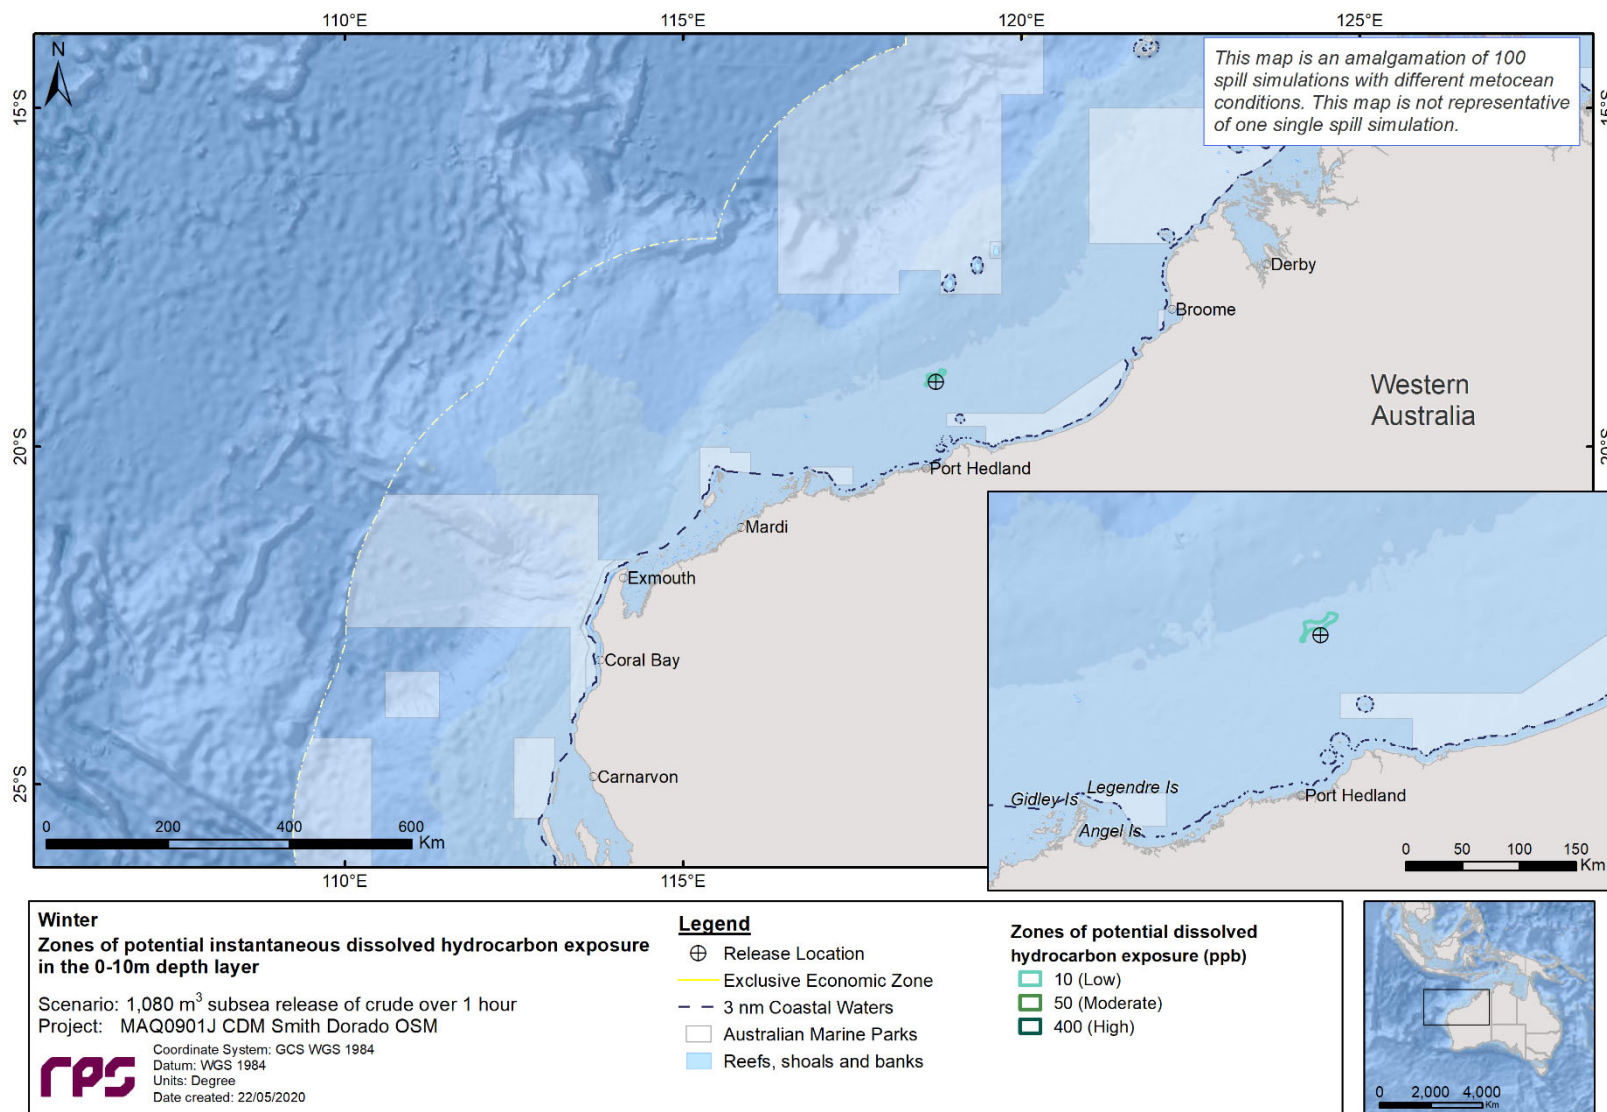 110°E
115°E
120°E
125°E
N
This map is an amalgamation of 100
spill simulations with different metocean
conditions. This map is not representative
of one single spill simulation.
15°S
15°S
Derby
Broome
Western
Australia
20°S
20°S
Port Hedland
Mardi
Exmouth
Coral Bay
Carnarvon
25°S
0 200 400 600
Km
Legendre Is
Gidley Is
Angel Is
Port Hedland
0 50 100 150
Km
110°E
115°E
Winter
Zones of potential instantaneous dissolved hydrocarbon exposure
in the 0-10m depth layer
Scenario: 1,080 m³ subsea release of crude over 1 hour
Project: MAQ0901J CDM Smith Dorado OSM
rps
Coordinate System: GCS WGS 1984
Datum: WGS 1984
Units: Degree
Date created: 22/05/2020
Legend
Release Location
Exclusive Economic Zone
3 nm Coastal Waters
Australian Marine Parks
Reefs, shoals and banks
Zones of potential dissolved
hydrocarbon exposure (ppb)
10 (Low)
50 (Moderate)
400 (High)
0 2,000 4,000
Km